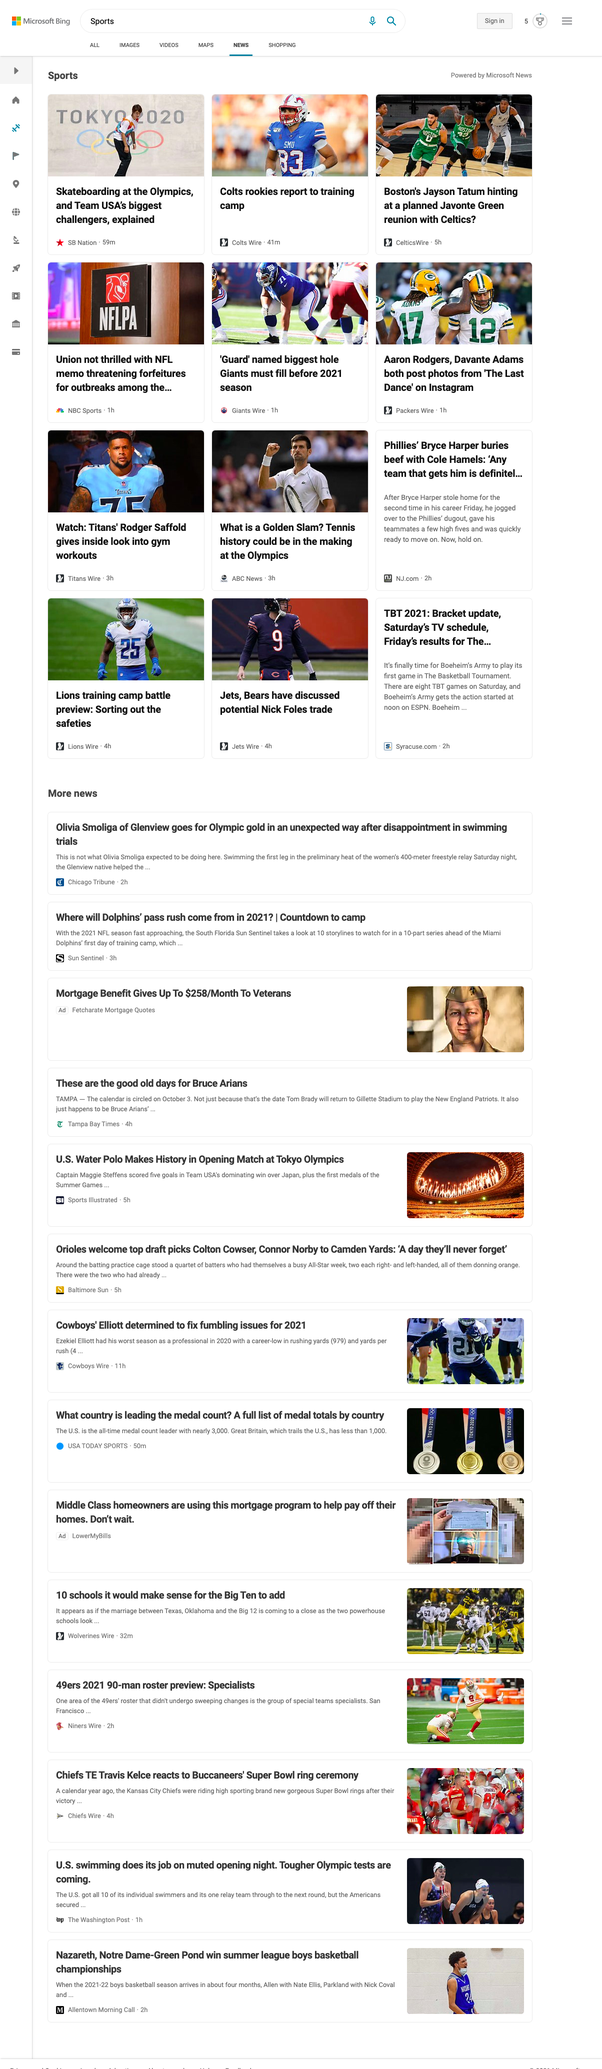 Microsoft Bing
Sports
Sign in
5
ALL
IMAGES
VIDEOS
MAPS
NEWS
SHOPPING
Sports
Powered by Microsoft News
TOKYO 2020
SMU
83
Skateboarding at the Olympics,
and Team USA's biggest
challengers, explained
SB Nation · 59m
Colts rookies report to training
camp
Colts Wire · 41m
Boston's Jayson Tatum hinting
at a planned Javonte Green
reunion with Celtics?
CelticsWire · 5h
NFLPA
17
12
Union not thrilled with NFL
memo threatening forfeitures
for outbreaks among the...
NBC Sports · 1h
'Guard' named biggest hole
Giants must fill before 2021
season
Giants Wire · 1h
Aaron Rodgers, Davante Adams
both post photos from 'The Last
Dance' on Instagram
Packers Wire · 1h
Watch: Titans' Rodger Saffold
gives inside look into gym
workouts
Titans Wire · 3h
What is a Golden Slam? Tennis
history could be in the making
at the Olympics
ABC News · 3h
Phillies' Bryce Harper buries
beef with Cole Hamels: 'Any
team that gets him is definitel...
After Bryce Harper stole home for the
second time in his career Friday, he jogged
over to the Phillies' dugout, gave his
teammates a few high fives and was quickly
ready to move on. Now, hold on.
NJ.com · 2h
25
9
Lions training camp battle
preview: Sorting out the
safeties
Lions Wire · 4h
Jets, Bears have discussed
potential Nick Foles trade
Jets Wire · 4h
TBT 2021: Bracket update,
Saturday's TV schedule,
Friday's results for The...
It's finally time for Boeheim's Army to play its
first game in The Basketball Tournament.
There are eight TBT games on Saturday, and
Boeheim's Army gets the action started at
noon on ESPN. Boeheim ...
Syracuse.com · 2h
More news
Olivia Smoliga of Glenview goes for Olympic gold in an unexpected way after disappointment in swimming
trials
This is not what Olivia Smoliga expected to be doing here. Swimming the first leg in the preliminary heat of the women's 400-meter freestyle relay Saturday night,
the Glenview native helped the ...
Chicago Tribune · 2h
Where will Dolphins' pass rush come from in 2021? | Countdown to camp
With the 2021 NFL season fast approaching, the South Florida Sun Sentinel takes a look at 10 storylines to watch for in a 10-part series ahead of the Miami
Dolphins' first day of training camp, which ...
Sun Sentinel · 3h
Mortgage Benefit Gives Up To $258/Month To Veterans
Ad Fetcharate Mortgage Quotes
These are the good old days for Bruce Arians
TAMPA — The calendar is circled on October 3. Not just because that's the date Tom Brady will return to Gillette Stadium to play the New England Patriots. It also
just happens to be Bruce Arians' ...
Tampa Bay Times · 4h
U.S. Water Polo Makes History in Opening Match at Tokyo Olympics
Captain Maggie Steffens scored five goals in Team USA's dominating win over Japan, plus the first medals of the
Summer Games ...
Sports Illustrated · 5h
Orioles welcome top draft picks Colton Cowser, Connor Norby to Camden Yards: 'A day they'll never forget'
Around the batting practice cage stood a quartet of batters who had themselves a busy All-Star week, two each right- and left-handed, all of them donning orange.
There were the two who had already ...
Baltimore Sun · 5h
Cowboys' Elliott determined to fix fumbling issues for 2021
Ezekiel Elliott had his worst season as a professional in 2020 with a career-low in rushing yards (979) and yards per
rush (4 ...
Cowboys Wire · 11h
21
What country is leading the medal count? A full list of medal totals by country
The U.S. is the all-time medal count leader with nearly 3,000. Great Britain, which trails the U.S., has less than 1,000.
USA TODAY SPORTS · 50m
Middle Class homeowners are using this mortgage program to help pay off their
homes. Don't wait.
Ad LowerMyBills
10 schools it would make sense for the Big Ten to add
It appears as if the marriage between Texas, Oklahoma and the Big 12 is coming to a close as the two powerhouse
schools look ...
Wolverines Wire · 32m
49ers 2021 90-man roster preview: Specialists
One area of the 49ers' roster that didn't undergo sweeping changes is the group of special teams specialists. San
Francisco ...
Niners Wire · 2h
Chiefs TE Travis Kelce reacts to Buccaneers' Super Bowl ring ceremony
A calendar year ago, the Kansas City Chiefs were riding high sporting brand new gorgeous Super Bowl rings after their
victory ...
Chiefs Wire · 4h
U.S. swimming does its job on muted opening night. Tougher Olympic tests are
coming.
The U.S. got all 10 of its individual swimmers and its one relay team through to the next round, but the Americans
secured ...
wp The Washington Post · 1h
Nazareth, Notre Dame-Green Pond win summer league boys basketball
championships
When the 2021-22 boys basketball season arrives in about four months, Allen with Nate Ellis, Parkland with Nick Coval
and ...
Allentown Morning Call · 2h